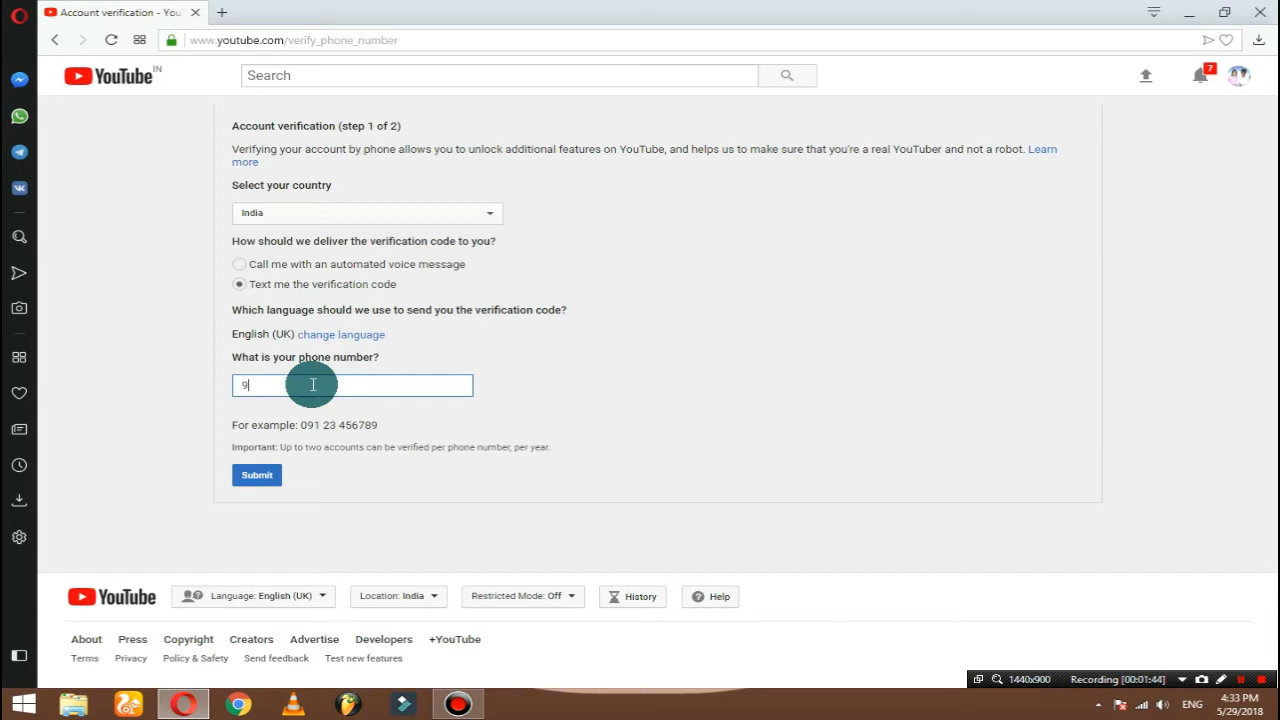 Account verification - You
www.youtube.com/verify_phone_number
YouTube IN
Search
7
Account verification (step 1 of 2)
Verifying your account by phone allows you to unlock additional features on YouTube, and helps us to make sure that you're a real YouTuber and not a robot. Learn
more
Select your country
India
How should we deliver the verification code to you?
Call me with an automated voice message
Text me the verification code
Which language should we use to send you the verification code?
English (UK) change language
What is your phone number?
9
For example: 091 23 456789
Important: Up to two accounts can be verified per phone number, per year.
Submit
YouTube Language: English (UK) Location: India Restricted Mode: Off History Help
About Press Copyright Creators Advertise Developers +YouTube
Terms Privacy Policy & Safety Send feedback Test new features
1440x900 Recording [00:01:44]
ENG
4:33 PM
5/29/2018